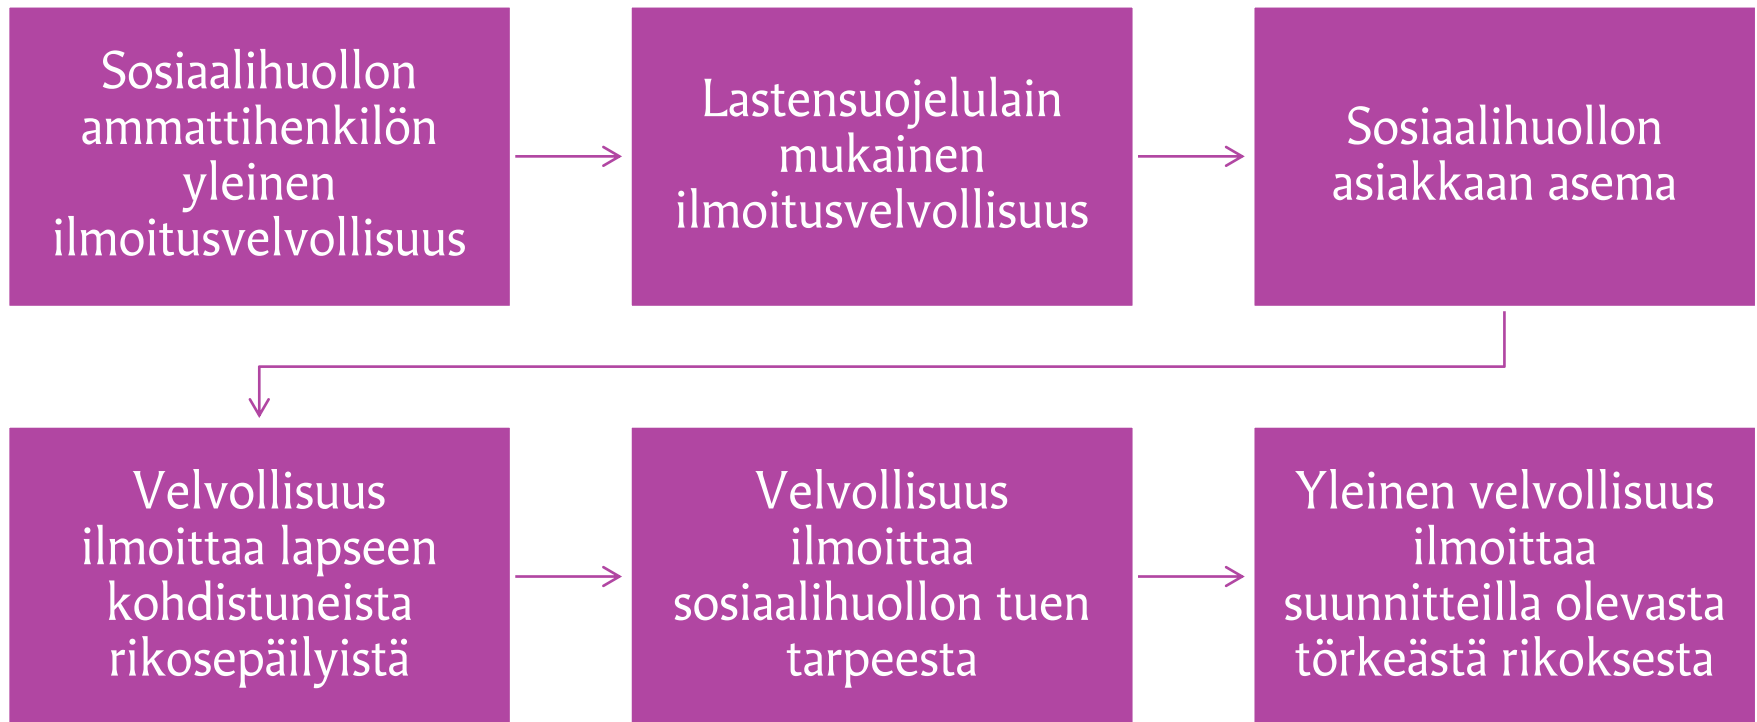 Sosiaalihuollon
ammattihenkilön
yleinen
ilmoitusvelvollisuus
Lastensuojelulain
mukainen
ilmoitusvelvollisuus
Sosiaalihuollon
asiakkaan asema
Velvollisuus
ilmoittaa lapseen
kohdistuneista
rikosepäilyistä
Velvollisuus
ilmoittaa
sosiaalihuollon tuen
tarpeesta
Yleinen velvollisuus
ilmoittaa
suunnitteilla olevasta
törkeästä rikoksesta